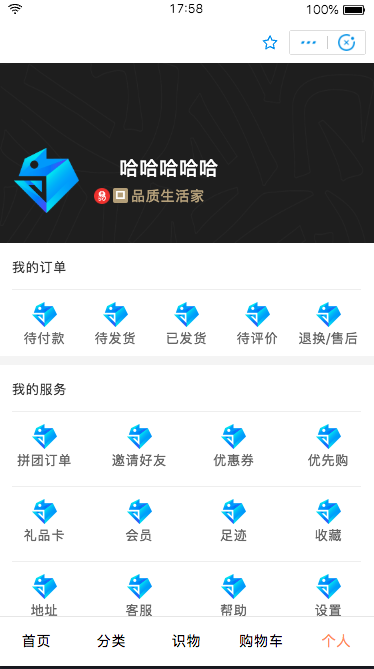 17:58 100%
哈哈哈哈哈
品质生活家
我的订单
待付款 待发货 已发货 待评价 退换/售后
我的服务
拼团订单 邀请好友 优惠券 优先购
礼品卡 会员 足迹 收藏
地址 客服 帮助 设置
首页 分类 识物 购物车 个人